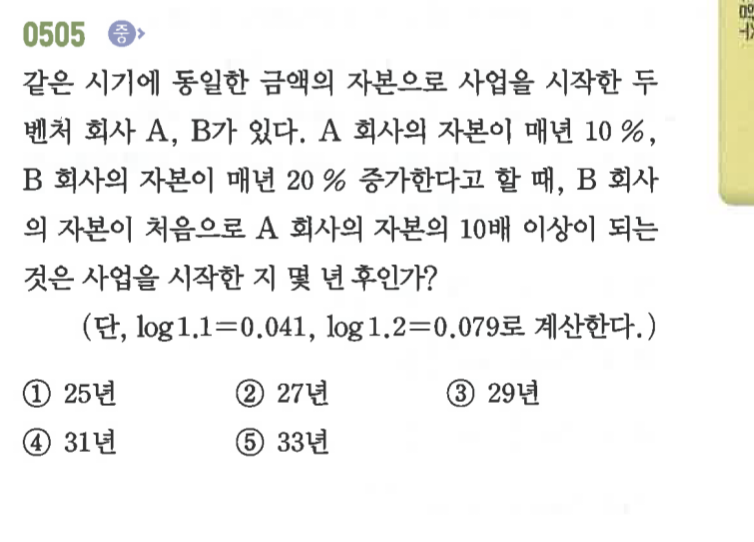 0505 중
같은 시기에 동일한 금액의 자본으로 사업을 시작한 두
벤처 회사 A, B가 있다. A 회사의 자본이 매년 10 %,
B 회사의 자본이 매년 20 % 증가한다고 할 때, B 회사
의 자본이 처음으로 A 회사의 자본의 10배 이상이 되는
것은 사업을 시작한 지 몇 년 후인가?
(단, log 1.1=0.041, log 1.2=0.079로 계산한다.)
① 25년 ② 27년 ③ 29년
④ 31년 ⑤ 33년